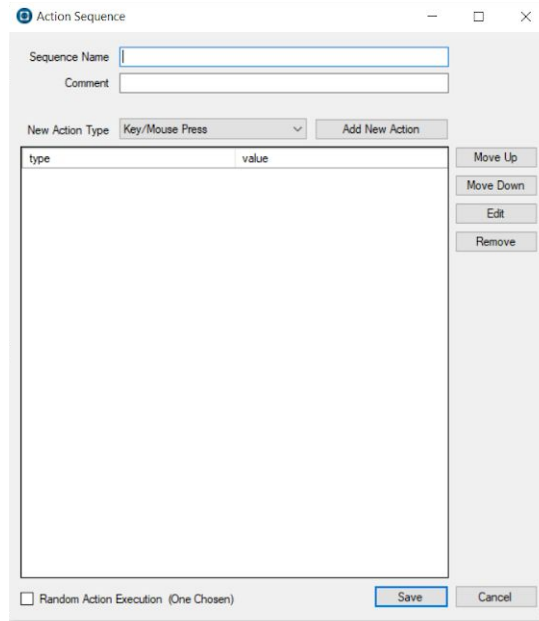 Action Sequence
Sequence Name
Comment
New Action Type Key/Mouse Press Add New Action
type value
Move Up
Move Down
Edit
Remove
Random Action Execution (One Chosen) Save Cancel